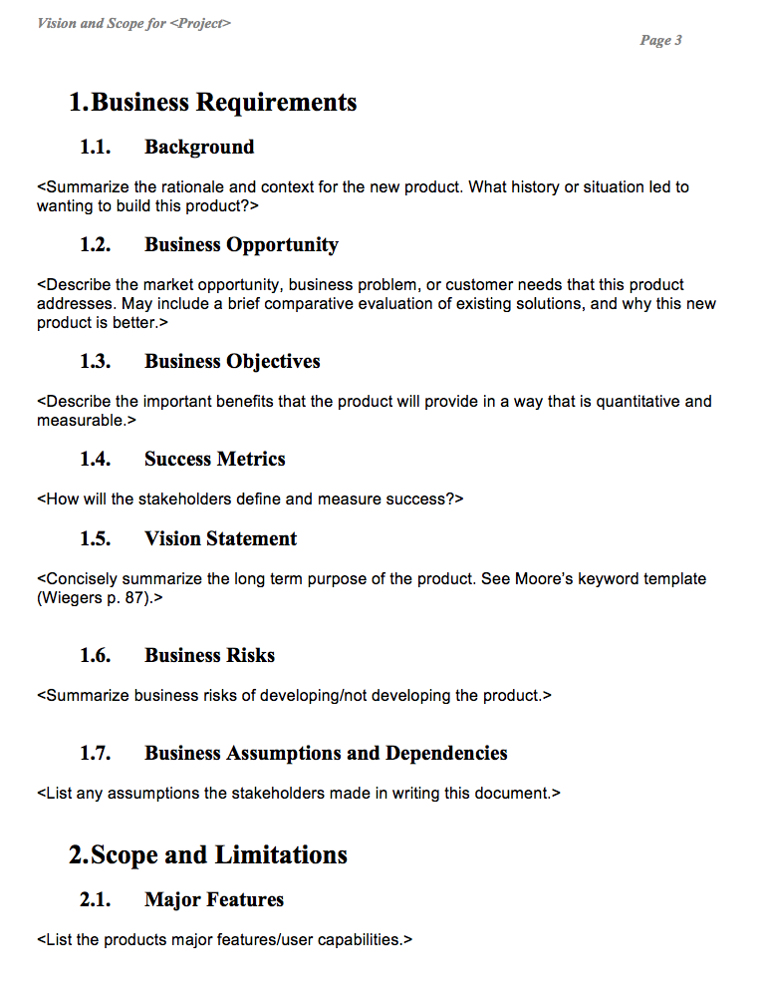 Vision and Scope for <Project>
Page 3
1.Business Requirements
1.1. Background
<Summarize the rationale and context for the new product. What history or situation led to
wanting to build this product?>
1.2. Business Opportunity
<Describe the market opportunity, business problem, or customer needs that this product
addresses. May include a brief comparative evaluation of existing solutions, and why this new
product is better.>
1.3. Business Objectives
<Describe the important benefits that the product will provide in a way that is quantitative and
measurable.>
1.4. Success Metrics
<How will the stakeholders define and measure success?>
1.5. Vision Statement
<Concisely summarize the long term purpose of the product. See Moore’s keyword template
(Wiegers p. 87).>
1.6. Business Risks
<Summarize business risks of developing/not developing the product.>
1.7. Business Assumptions and Dependencies
<List any assumptions the stakeholders made in writing this document.>
2.Scope and Limitations
2.1. Major Features
<List the products major features/user capabilities.>